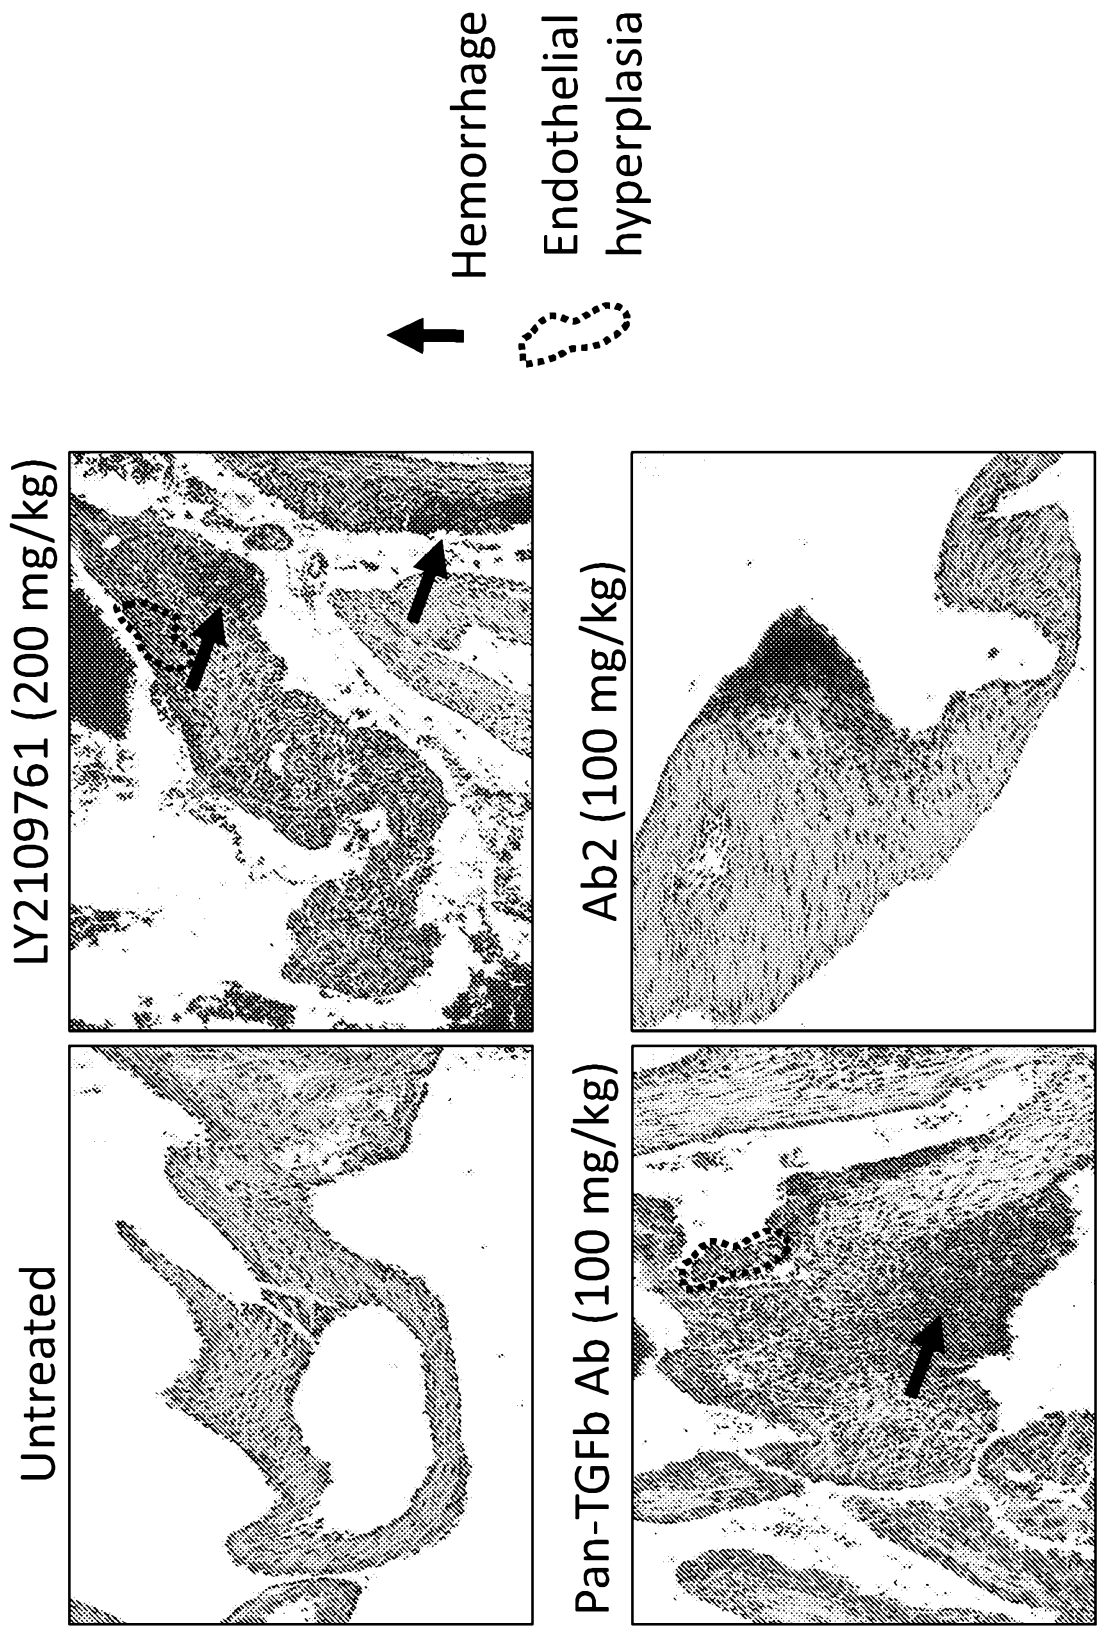 Untreated
LY2109761 (200 mg/kg)
Pan-TGFb Ab (100 mg/kg)
Ab2 (100 mg/kg)
Hemorrhage
Endothelial
hyperplasia